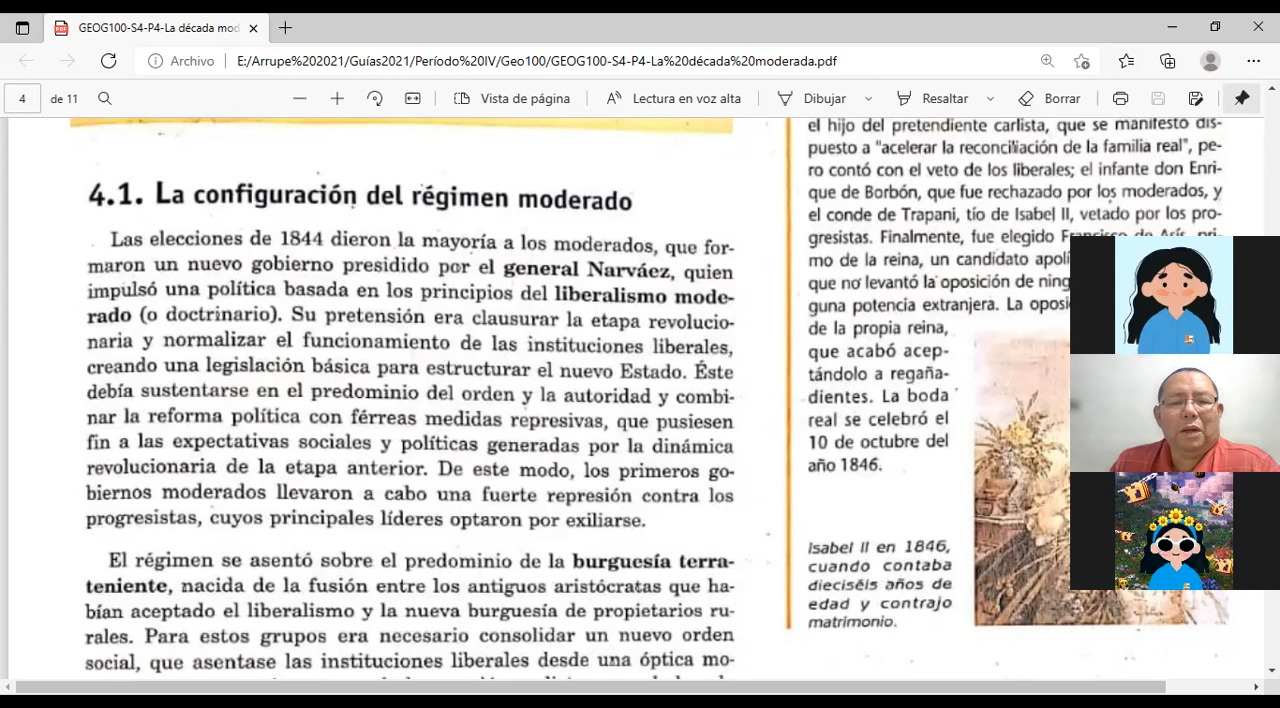 GEOG100-S4-P4-La década mod
Archivo
E:/Arrupe%202021/Guías2021/Período%20IV/Geo100/GEOG100-S4-P4-La%20década%20moderada.pdf
4
de 11
Vista de página
Lectura en voz alta
Dibujar
Resaltar
Borrar
4.1. La configuración del régimen moderado
Las elecciones de 1844 dieron la mayoría a los moderados, que for-
maron un nuevo gobierno presidido por el general Narváez, quien
impulsó una política basada en los principios del liberalismo mode-
rado (o doctrinario). Su pretensión era clausurar la etapa revolucio-
naria y normalizar el funcionamiento de las instituciones liberales,
creando una legislación básica para estructurar el nuevo Estado. Éste
debía sustentarse en el predominio del orden y la autoridad y combi-
nar la reforma política con férreas medidas represivas, que pusiesen
fin a las expectativas sociales y políticas generadas por la dinámica
revolucionaria de la etapa anterior. De este modo, los primeros go-
biernos moderados llevaron a cabo una fuerte represión contra los
progresistas, cuyos principales líderes optaron por exiliarse.
El régimen se asentó sobre el predominio de la burguesía terra-
teniente, nacida de la fusión entre los antiguos aristócratas que ha-
bían aceptado el liberalismo y la nueva burguesía de propietarios ru-
rales. Para estos grupos era necesario consolidar un nuevo orden
social, que asentase las instituciones liberales desde una óptica mo-
el hijo del pretendiente carlista, que se manifestó dis-
puesto a "acelerar la reconciliación de la familia real", pe-
ro contó con el veto de los liberales; el infante don Enri-
que de Borbón, que fue rechazado por los moderados, y
el conde de Trapani, tío de Isabel II, vetado por los pro-
gresistas. Finalmente, fue elegido Francisco de Asís, pri-
mo de la reina, un candidato apolí
que no levantó la oposición de ning
guna potencia extranjera. La oposi
de la propia reina,
que acabó acep-
tándolo a regaña-
dientes. La boda
real se celebró el
10 de octubre del
año 1846.
Isabel II en 1846,
cuando contaba
dieciséis años de
edad y contrajo
matrimonio.